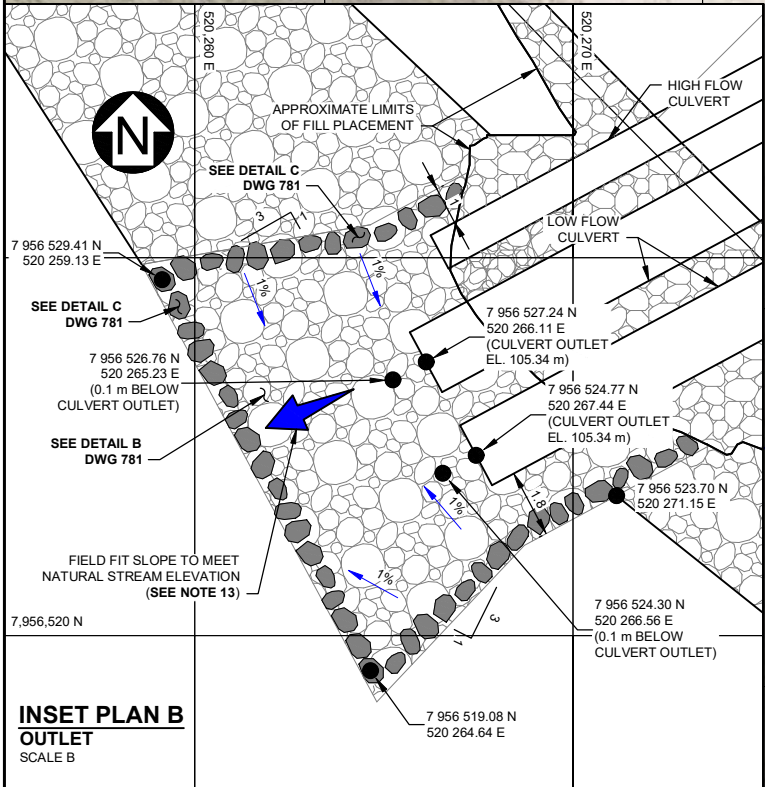 520,260 E
520,270 E
N
HIGH FLOW
CULVERT
APPROXIMATE LIMITS
OF FILL PLACEMENT
SEE DETAIL C
DWG 781
1
3
1
LOW FLOW
CULVERT
7 956 529.41 N
520 259.13 E
1%
1%
SEE DETAIL C
DWG 781
7 956 527.24 N
520 266.11 E
(CULVERT OUTLET
EL. 105.34 m)
7 956 526.76 N
520 265.23 E
(0.1 m BELOW
CULVERT OUTLET)
7 956 524.77 N
520 267.44 E
(CULVERT OUTLET
EL. 105.34 m)
SEE DETAIL B
DWG 781
1%
1.8
7 956 523.70 N
520 271.15 E
FIELD FIT SLOPE TO MEET
NATURAL STREAM ELEVATION
(SEE NOTE 13)
1%
7 956 524.30 N
520 266.56 E
(0.1 m BELOW
CULVERT OUTLET)
7,956,520 N
3
1
7 956 519.08 N
520 264.64 E
INSET PLAN B
OUTLET
SCALE B